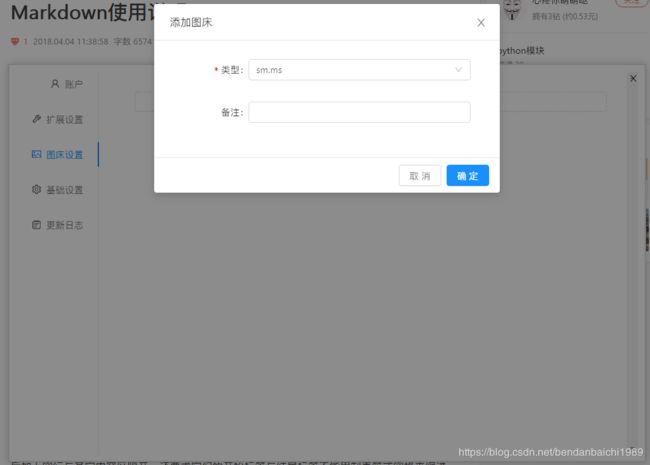 Markdown使用说
1 2018.04.04 11:38:58 字数 6574
拥有3钻 (约0.53元)
python模块
添加图床
* 类型: sm.ms
备注:
取 消 确 定
账户
扩展设置
图床设置
基础设置
更新日志
https://blog.csdn.net/bendanbaichi1989